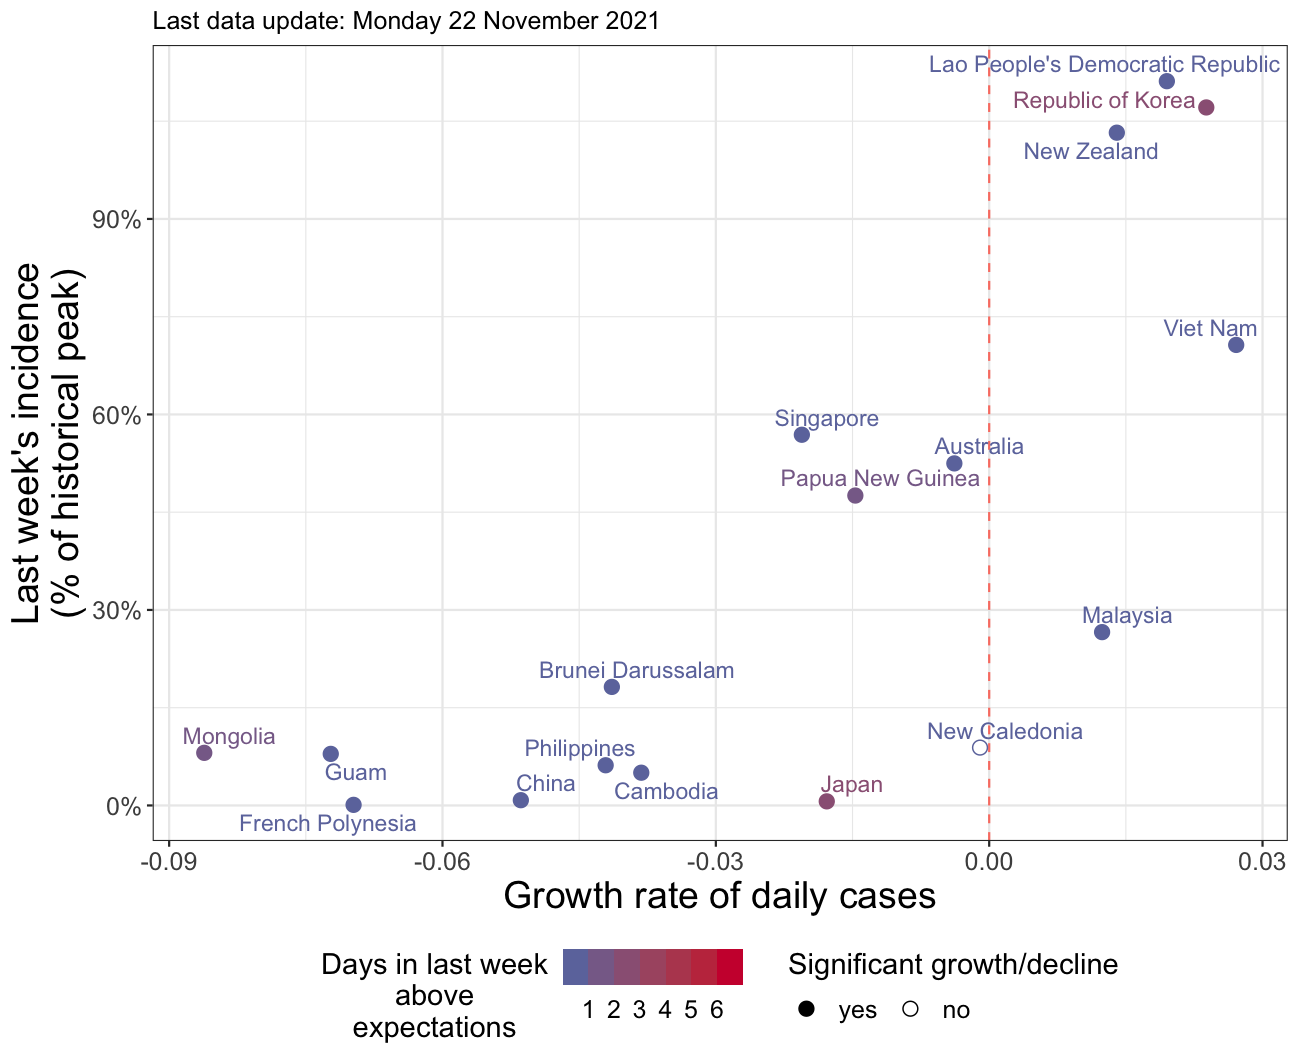 Last data update: Monday 22 November 2021
Lao People's Democratic Republic
Republic of Korea
New Zealand
90%
Viet Nam
60%
Singapore
Australia
Papua New Guinea
Last week's incidence
(% of historical peak)
30%
Malaysia
Brunei Darussalam
New Caledonia
Mongolia
Philippines
Guam
China
Cambodia
Japan
0%
French Polynesia
-0.09 -0.06 -0.03 0.00 0.03
Growth rate of daily cases
Days in last week
above
expectations
1 2 3 4 5 6
Significant growth/decline
yes no